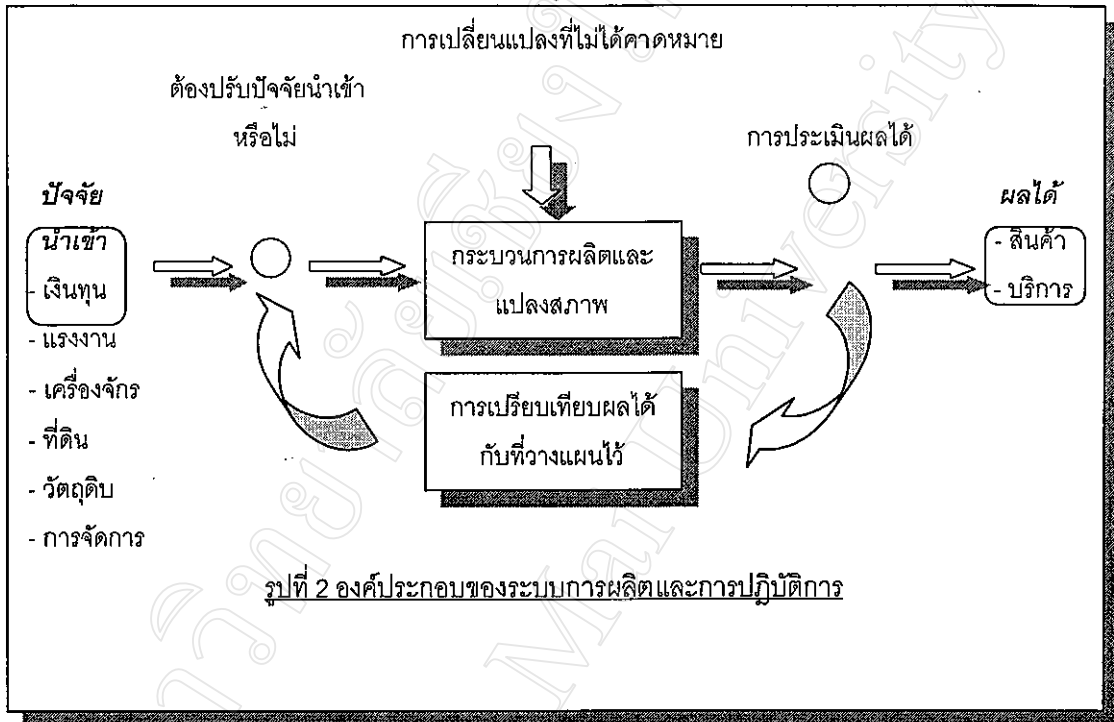 การเปลี่ยนแปลงที่ไม่ได้คาดหมาย
ต้องปรับปัจจัยนำเข้า
หรือไม่
การประเมินผลได้
ปัจจัย
นำเข้า
- เงินทุน
- แรงงาน
- เครื่องจักร
- ที่ดิน
- วัตถุดิบ
- การจัดการ
กระบวนการผลิตและ
แปลงสภาพ
การเปรียบเทียบผลได้
กับที่วางแผนไว้
ผลได้
- สินค้า
- บริการ
รูปที่ 2 องค์ประกอบของระบบการผลิตและการปฏิบัติการ
Mai University